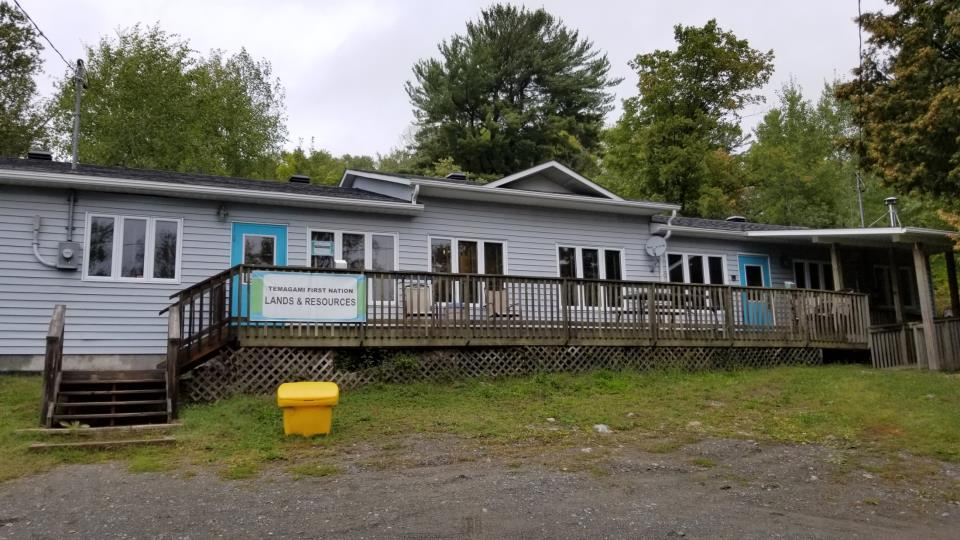 TEMAGAMI FIRST NATION
LANDS & RESOURCES